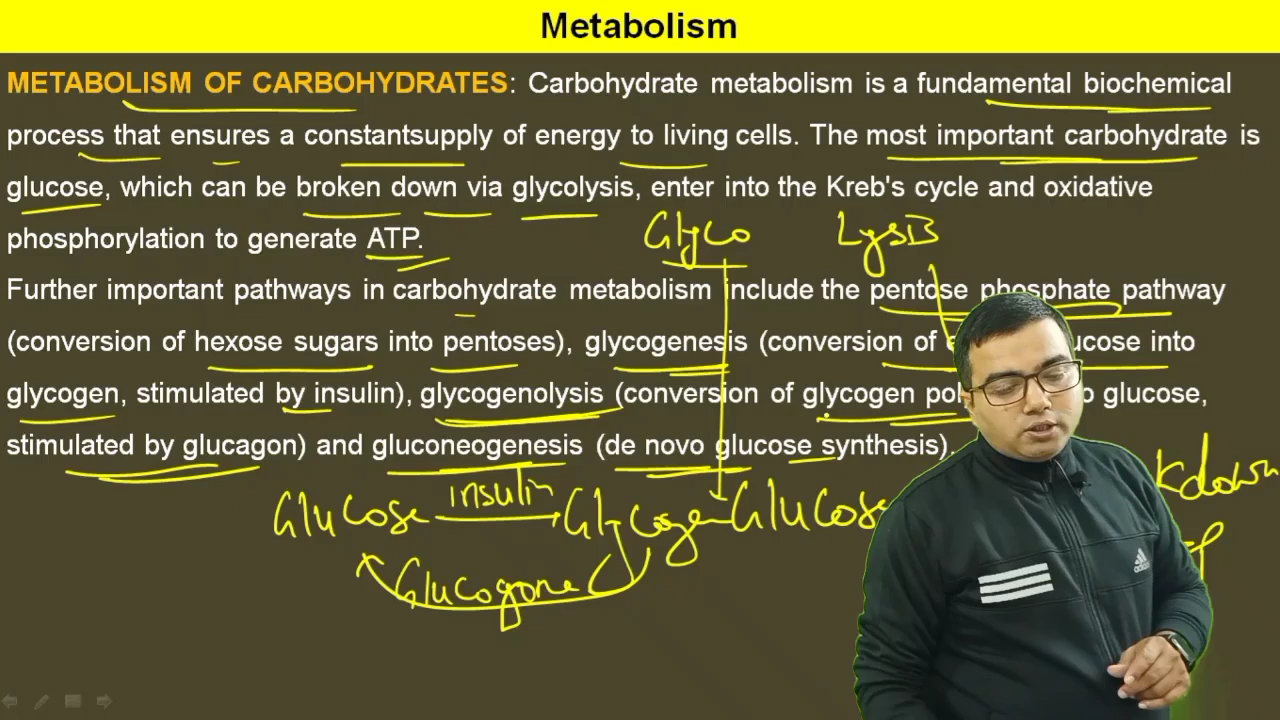 Metabolism
METABOLISM OF CARBOHYDRATES: Carbohydrate metabolism is a fundamental biochemical
process that ensures a constantsupply of energy to living cells. The most important carbohydrate is
glucose, which can be broken down via glycolysis, enter into the Kreb's cycle and oxidative
phosphorylation to generate ATP.
Glyco Lysis
Further important pathways in carbohydrate metabolism include the pentose phosphate pathway
(conversion of hexose sugars into pentoses), glycogenesis (conversion of ucose into
glycogen, stimulated by insulin), glycogenolysis (conversion of glycogen po o glucose,
stimulated by glucagon) and gluconeogenesis (de novo glucose synthesis).
Kdown
Glucose insulin Glycogen Glucose
of
Glucogone
adidas